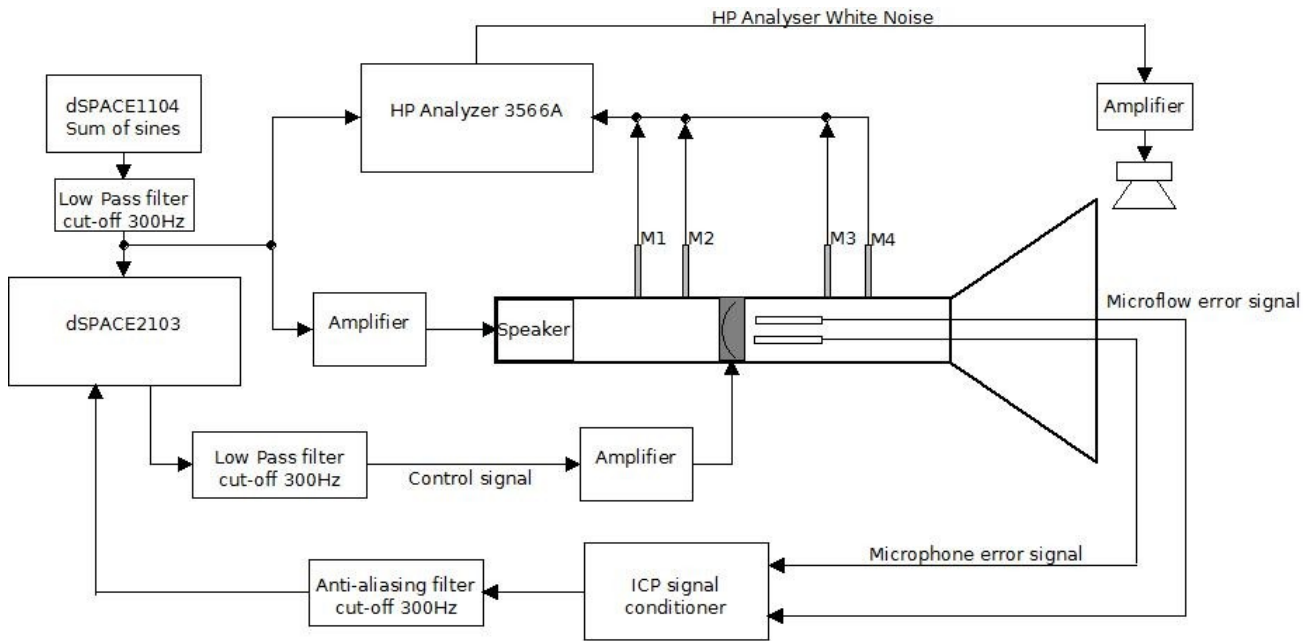 HP Analyser White Noise
dSPACE1104
Sum of sines
HP Analyzer 3566A
Amplifier
Low Pass filter
cut-off 300Hz
M1
M2
M3
M4
dSPACE2103
Amplifier
Speaker
Microflow error signal
Low Pass filter
cut-off 300Hz
Control signal
Amplifier
Microphone error signal
Anti-aliasing filter
cut-off 300Hz
ICP signal
conditioner